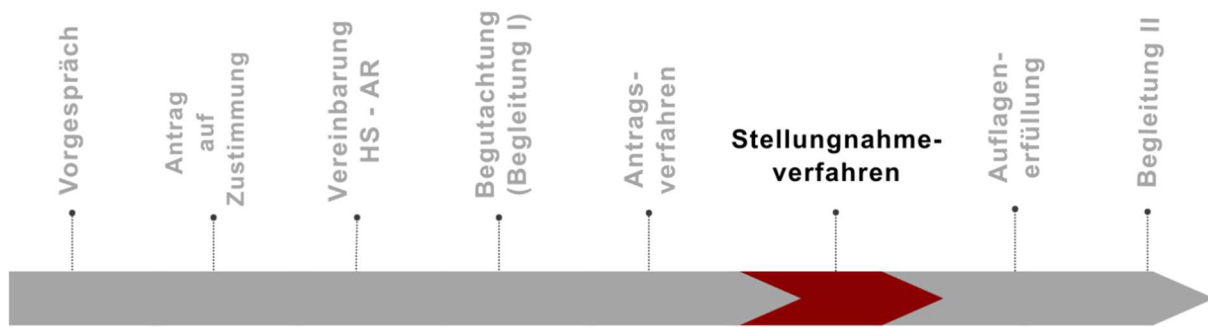 Vorgespräch
Antrag
auf
Zustimmung
Vereinbarung
HS - AR
Begutachtung
(Begleitung I)
Antrags-
verfahren
Stellungnahme-
verfahren
Auflagen-
erfüllung
Begleitung II